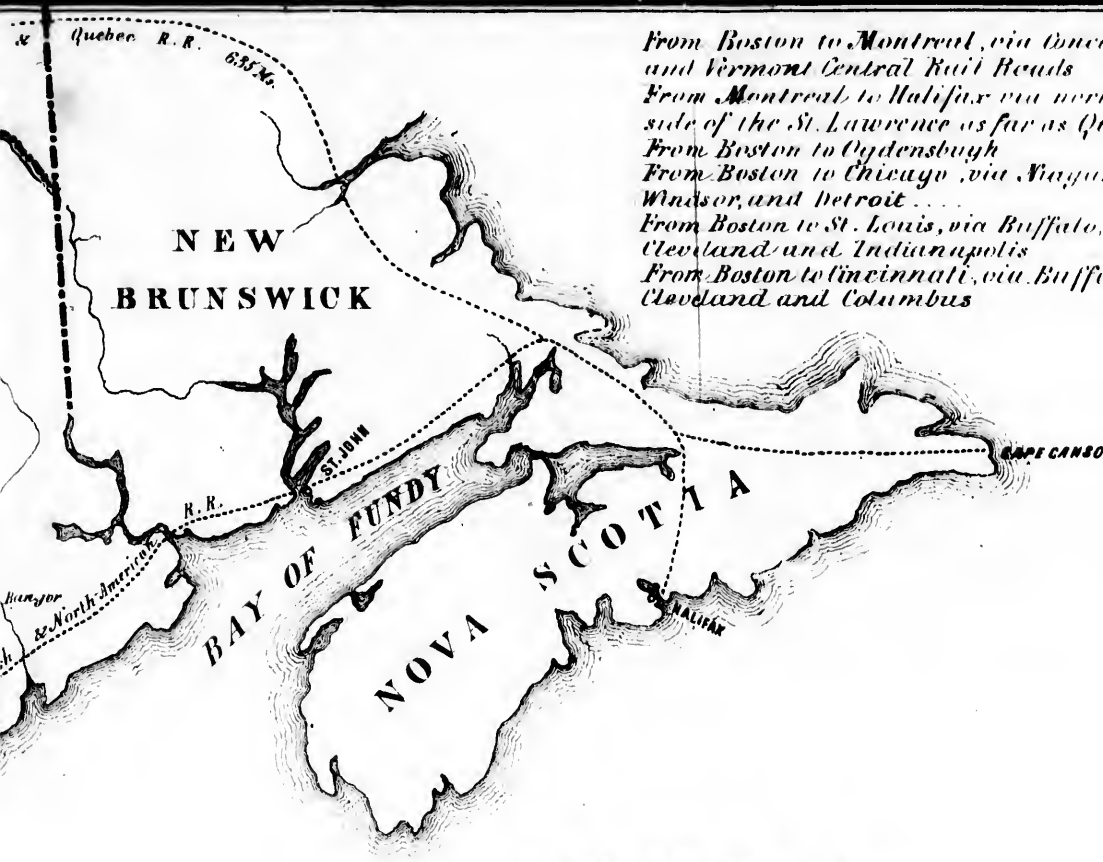 & Quebec R.R.
635 Ms.
From Boston to Montreal, via Conc
and Vermont Central Rail Roads
From Montreal to Halifax via nor
side of the St. Lawrence as far as Q
From Boston to Ogdensbugh
From Boston to Chicago, via Niaga
Windsor, and Detroit ....
From Boston to St. Louis, via Buffalo,
Cleveland and Indianapolis
From Boston to Cincinnati, via Buff
Cleveland and Columbus
NEW
BRUNSWICK
ST. JOHN
R.R.
BAY OF FUNDY
NOVA SCOTIA
CAPE CANSO
HALIFAX
Bangor
& North American